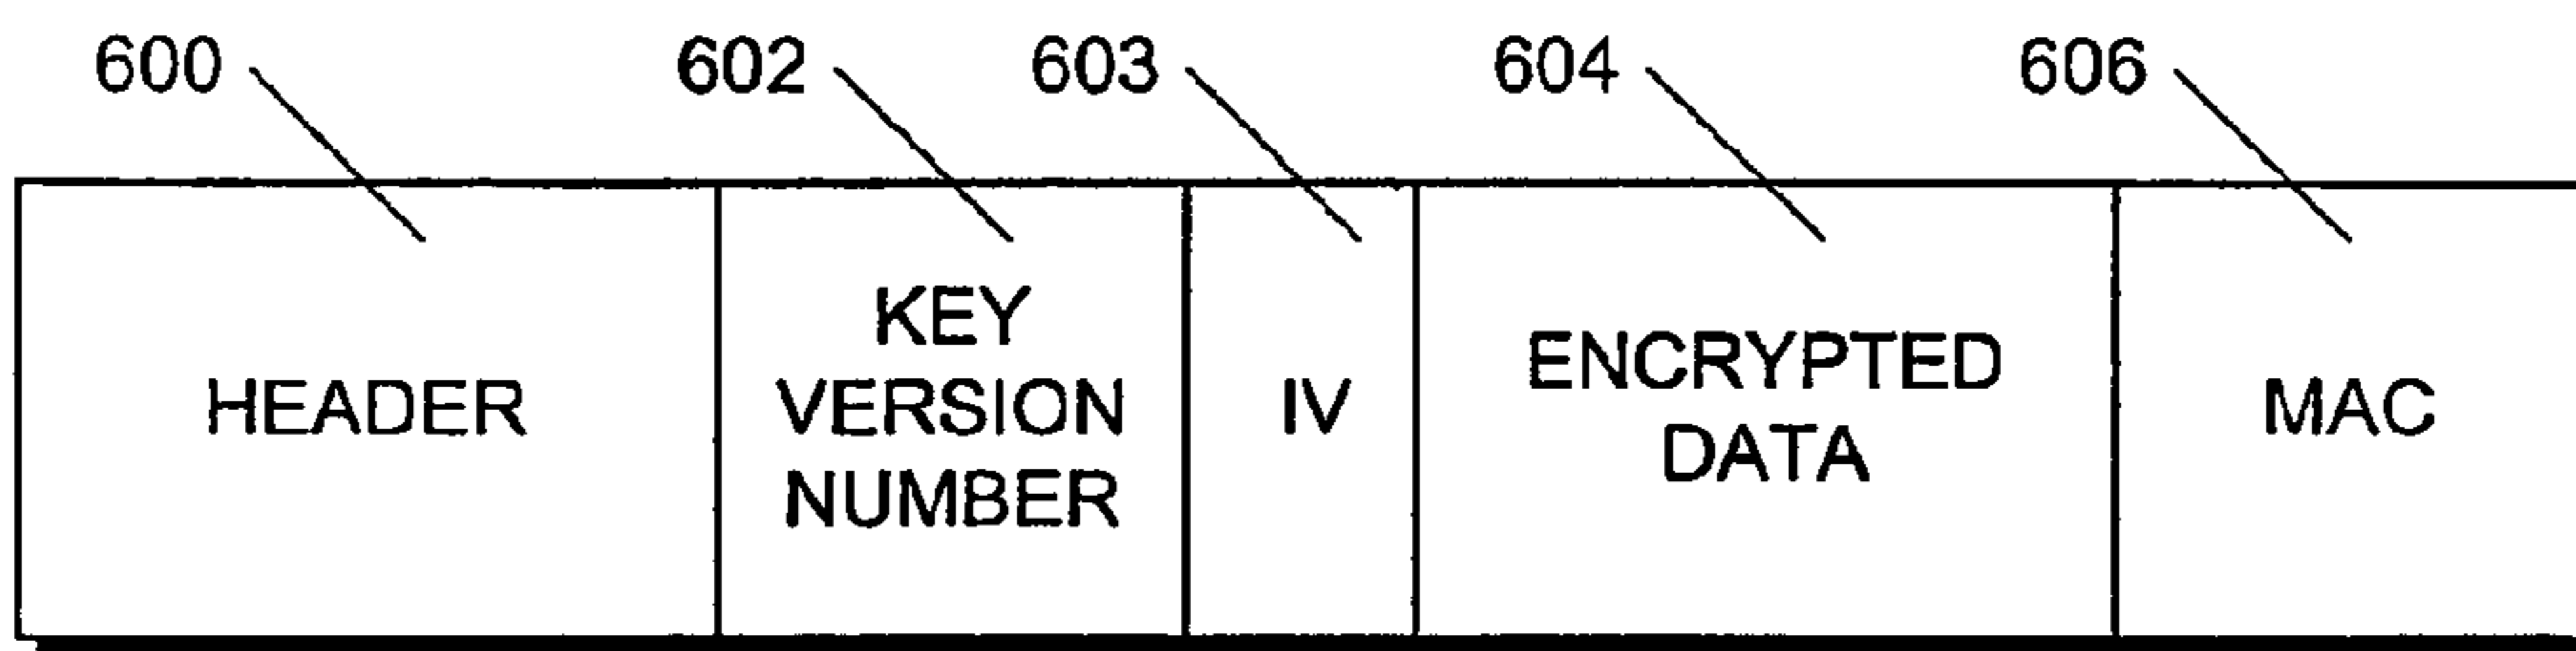 600 602 603 604 606
HEADER
KEY
VERSION
NUMBER
IV
ENCRYPTED
DATA
MAC